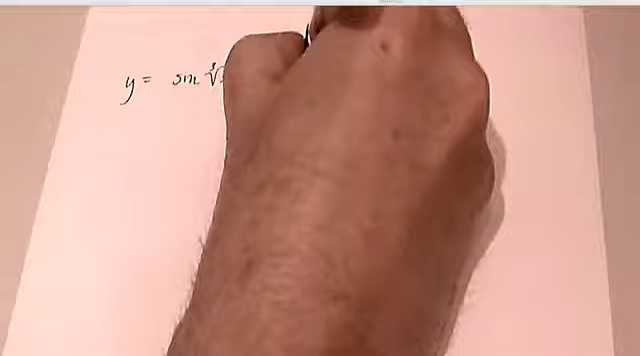 y = sin ∛